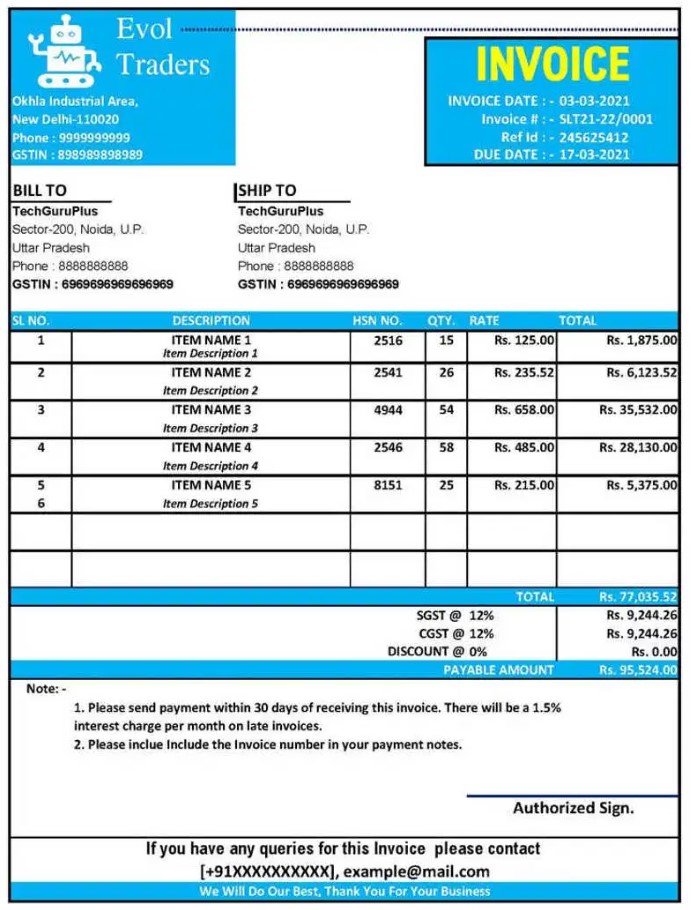 Evol
Traders
Okhla Industrial Area,
New Delhi-110020
Phone : 9999999999
GSTIN : 898989898989
INVOICE
INVOICE DATE : - 03-03-2021
Invoice # : - SLT21-22/0001
Ref Id : - 245625412
DUE DATE : - 17-03-2021
BILL TO
TechGuruPlus
Sector-200, Noida, U.P.
Uttar Pradesh
Phone : 8888888888
GSTIN : 6969696969696969
SHIP TO
TechGuruPlus
Sector-200, Noida, U.P.
Uttar Pradesh
Phone : 8888888888
GSTIN : 6969696969696969
SL NO. DESCRIPTION HSN NO. QTY. RATE TOTAL
1 ITEM NAME 1 2516 15 Rs. 125.00 Rs. 1,875.00
Item Description 1
2 ITEM NAME 2 2541 26 Rs. 235.52 Rs. 6,123.52
Item Description 2
3 ITEM NAME 3 4944 54 Rs. 658.00 Rs. 35,532.00
Item Description 3
4 ITEM NAME 4 2546 58 Rs. 485.00 Rs. 28,130.00
Item Description 4
5 ITEM NAME 5 8151 25 Rs. 215.00 Rs. 5,375.00
6 Item Description 5
TOTAL Rs. 77,035.52
SGST @ 12% Rs. 9,244.26
CGST @ 12% Rs. 9,244.26
DISCOUNT @ 0% Rs. 0.00
PAYABLE AMOUNT Rs. 95,524.00
Note: -
1. Please send payment within 30 days of receiving this invoice. There will be a 1.5%
interest charge per month on late invoices.
2. Please inclue Include the Invoice number in your payment notes.
Authorized Sign.
If you have any queries for this Invoice please contact
[+91XXXXXXXXXX], example@mail.com
We Will Do Our Best, Thank You For Your Business